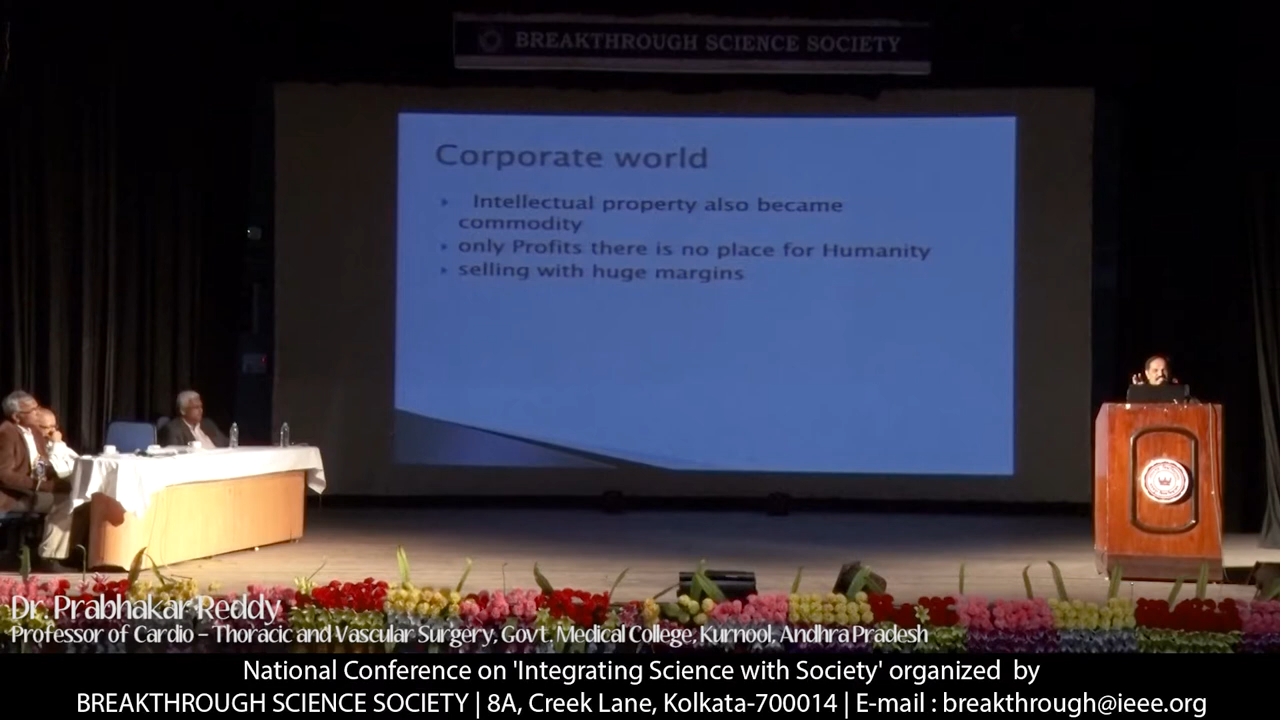 BREAKTHROUGH SCIENCE SOCIETY
Corporate world
Intellectual property also became
commodity
only Profits there is no place for Humanity
selling with huge margins
Dr. Prabhakar Reddy
Professor of Cardio - Thoracic and Vascular Surgery, Govt. Medical College, Kurnool, Andhra Pradesh
National Conference on 'Integrating Science with Society' organized by
BREAKTHROUGH SCIENCE SOCIETY | 8A, Creek Lane, Kolkata-700014 | E-mail : breakthrough@ieee.org